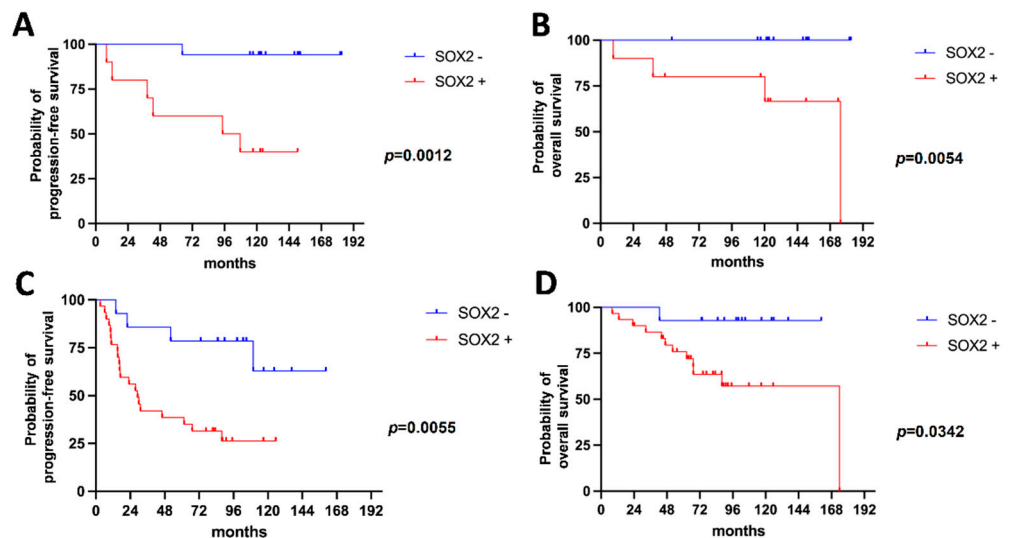 A
Probability of
progression-free survival
100
75
50
25
0
0 24 48 72 96 120 144 168 192
months
SOX2 -
SOX2 +
p=0.0012
B
Probability of
overall survival
100
75
50
25
0
0 24 48 72 96 120 144 168 192
months
SOX2 -
SOX2 +
p=0.0054
C
Probability of
progression-free survival
100
75
50
25
0
0 24 48 72 96 120 144 168 192
months
SOX2 -
SOX2 +
p=0.0055
D
Probability of
overall survival
100
75
50
25
0
0 24 48 72 96 120 144 168 192
months
SOX2 -
SOX2 +
p=0.0342